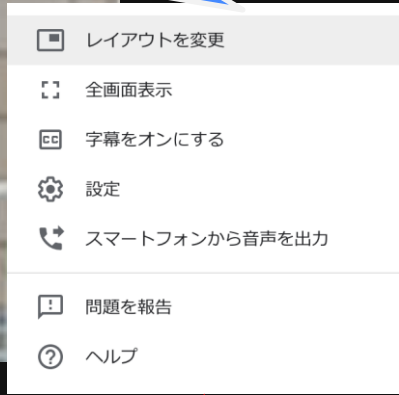 レイアウトを変更
全画面表示
CC 字幕をオンにする
設定
スマートフォンから音声を出力
問題を報告
ヘルプ